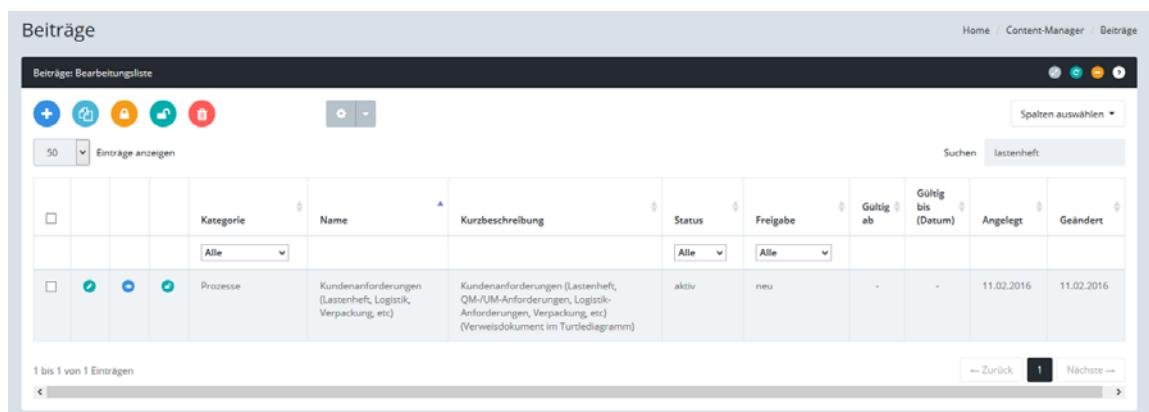 Beiträge
Home / Content-Manager / Beiträge
Beiträge: Bearbeitungsliste
Spalten auswählen
50 Einträge anzeigen
Suchen lastenheft
Kategorie Name Kurzbeschreibung Status Freigabe Gültig ab Gültig bis (Datum) Angelegt Geändert
Alle Alle Alle
Prozesse Kundenanforderungen Kundenanforderungen (Lastenheft, aktiv neu - - 11.02.2016 11.02.2016
(Lastenheft, Logistik, QM-/UM-Anforderungen, Logistik-
Verpackung, etc) Anforderungen, Verpackung, etc)
(Verweisdokument im Turtlediagramm)
1 bis 1 von 1 Einträgen
← Zurück 1 Nächste →